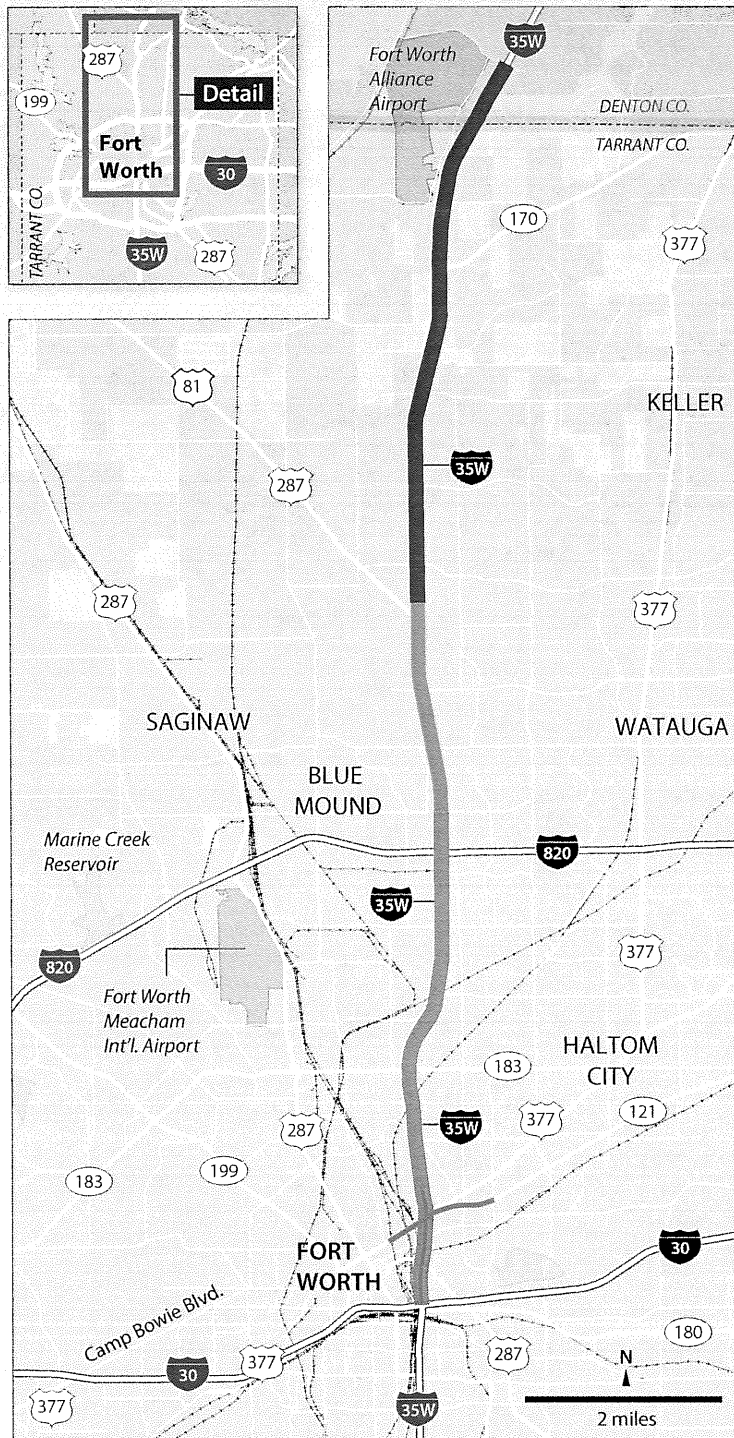 287
199
Detail
Fort
Worth
30
TARRANT CO.
35W
287
35W
Fort Worth
Alliance
Airport
DENTON CO.
TARRANT CO.
170
377
81
KELLER
35W
287
287
377
SAGINAW
WATAUGA
BLUE
MOUND
Marine Creek
Reservoir
820
35W
377
820
Fort Worth
Meacham
Int'l. Airport
HALTOM
CITY
183
377
121
35W
287
199
183
FORT
WORTH
30
Camp Bowie Blvd.
180
377
287
N
30
377
35W
2 miles